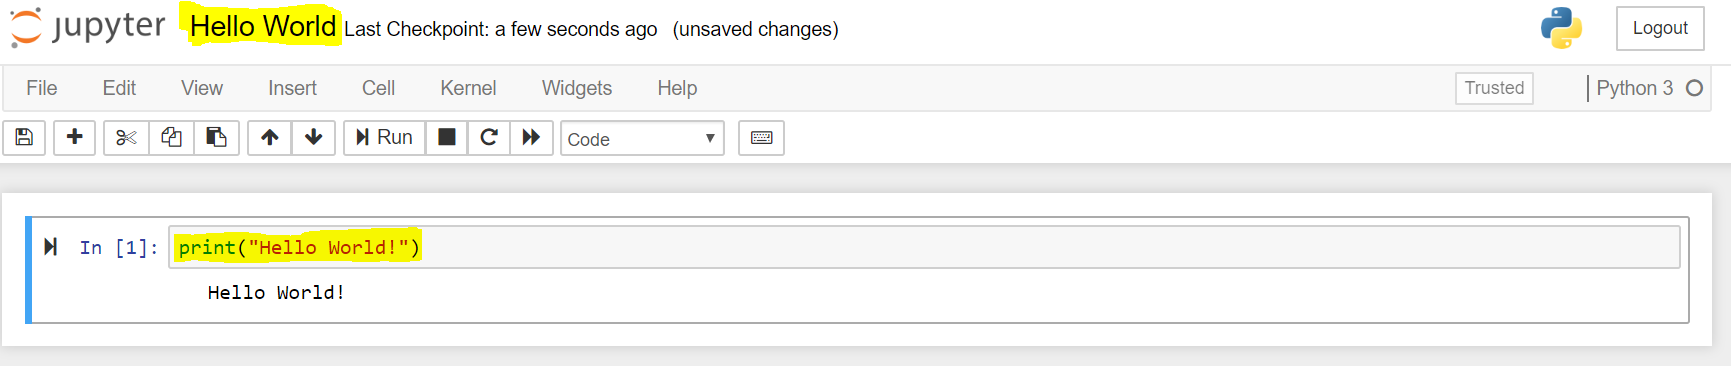 jupyter Hello World Last Checkpoint: a few seconds ago (unsaved changes) Logout
File Edit View Insert Cell Kernel Widgets Help Trusted Python 3
Run Code
In [1]: print("Hello World!")
Hello World!